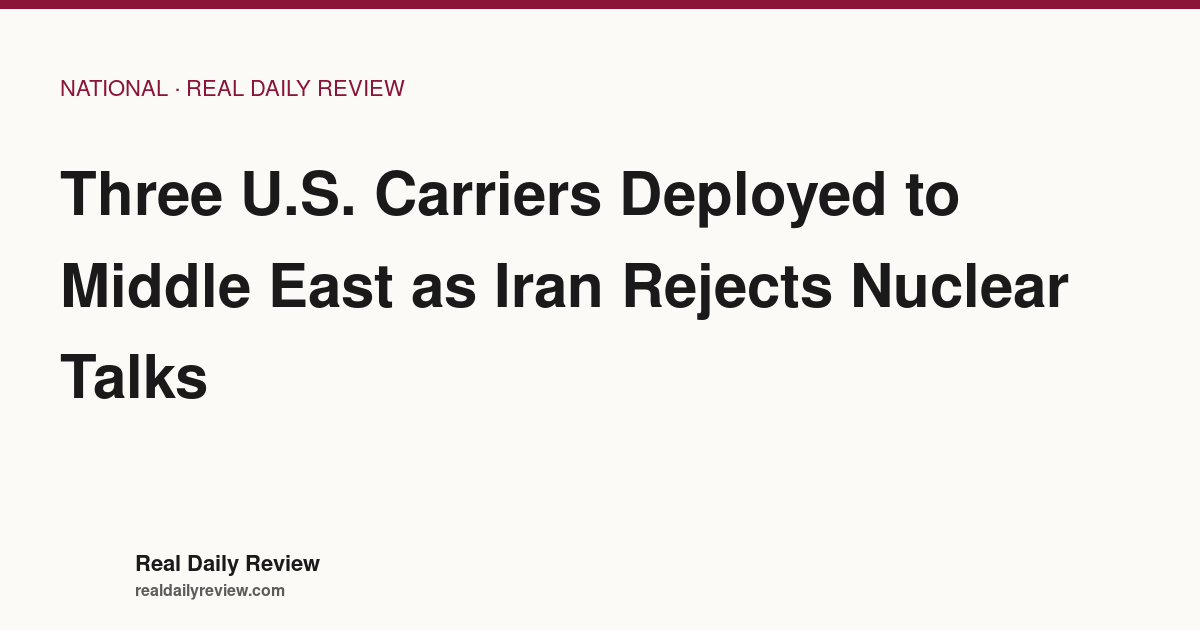 NATIONAL · REAL DAILY REVIEW
Three U.S. Carriers Deployed to
Middle East as Iran Rejects Nuclear
Talks
Real Daily Review
realdailyreview.com